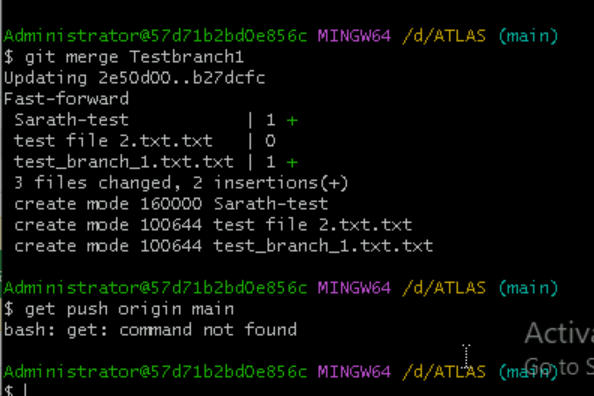 Administrator@57d71b2bd0e856c MINGW64 /d/ATLAS (main)
$ git merge Testbranch1
Updating 2e50d00..b27dcfc
Fast-forward
 Sarath-test            | 1 +
 test file 2.txt.txt    | 0
 test_branch_1.txt.txt | 1 +
 3 files changed, 2 insertions(+)
 create mode 160000 Sarath-test
 create mode 100644 test file 2.txt.txt
 create mode 100644 test_branch_1.txt.txt
Administrator@57d71b2bd0e856c MINGW64 /d/ATLAS (main)
$ get push origin main
bash: get: command not found
Activa
Administrator@57d71b2bd0e856c MINGW64 /d/ATLAS (main)
Go to S
$